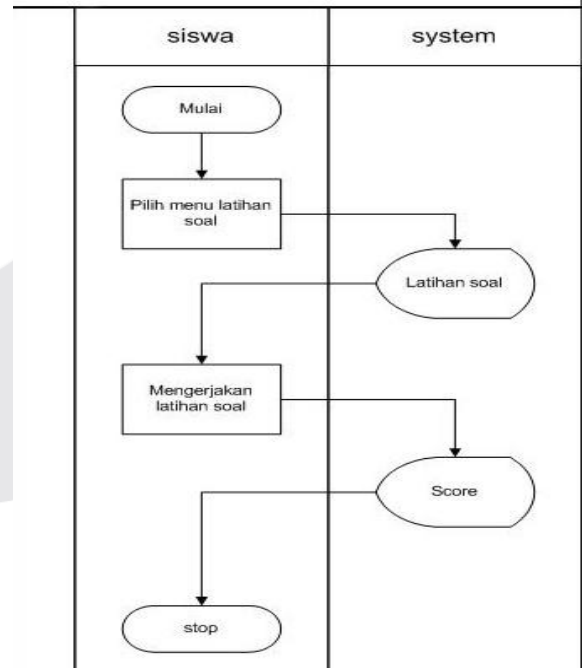 siswa
system
Mulai
Pilih menu latihan
soal
Latihan soal
Mengerjakan
latihan soal
Score
stop